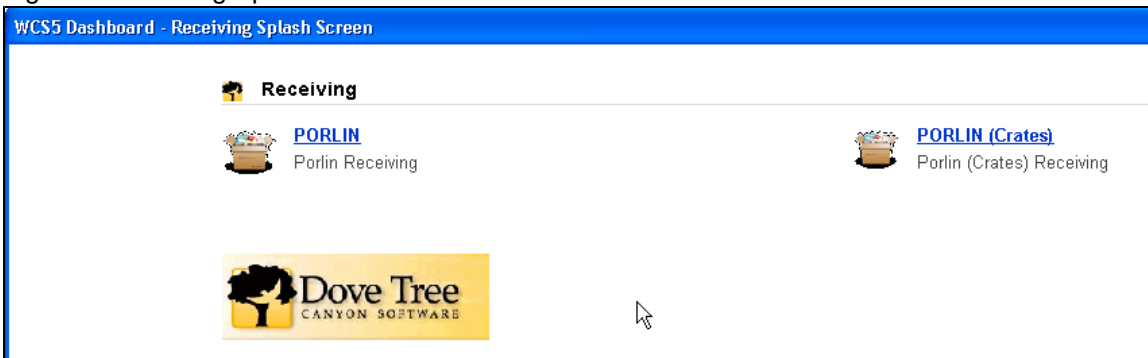 WCS5 Dashboard - Receiving Splash Screen
Receiving
PORLIN
Porlin Receiving
PORLIN (Crates)
Porlin (Crates) Receiving
Dove Tree
CANYON SOFTWARE